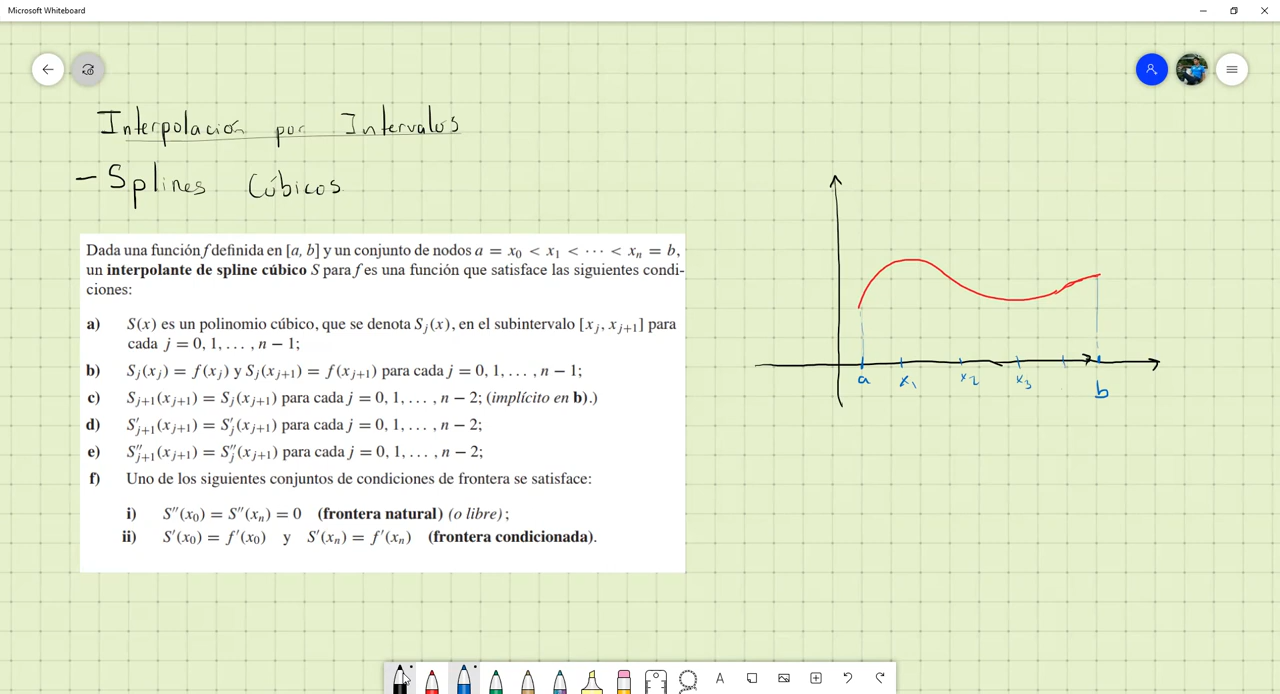 Microsoft Whiteboard
Interpolación por Intervalos
- Splines Cúbicos
Dada una función f definida en [a, b] y un conjunto de nodos a = x₀ < x₁ < ··· < xₙ = b,
un interpolante de spline cúbico S para f es una función que satisface las siguientes condi-
ciones:
a) S(x) es un polinomio cúbico, que se denota Sⱼ(x), en el subintervalo [xⱼ, xⱼ₊₁] para
cada j = 0, 1, . . . , n − 1;
b) Sⱼ(xⱼ) = f(xⱼ) y Sⱼ(xⱼ₊₁) = f(xⱼ₊₁) para cada j = 0, 1, . . . , n − 1;
c) Sⱼ₊₁(xⱼ₊₁) = Sⱼ(xⱼ₊₁) para cada j = 0, 1, . . . , n − 2; (implícito en b).)
d) S′ⱼ₊₁(xⱼ₊₁) = S′ⱼ(xⱼ₊₁) para cada j = 0, 1, . . . , n − 2;
e) S″ⱼ₊₁(xⱼ₊₁) = S″ⱼ(xⱼ₊₁) para cada j = 0, 1, . . . , n − 2;
f) Uno de los siguientes conjuntos de condiciones de frontera se satisface:
i) S″(x₀) = S″(xₙ) = 0 (frontera natural) (o libre);
ii) S′(x₀) = f′(x₀) y S′(xₙ) = f′(xₙ) (frontera condicionada).
a x₁ x₂ x₃ b
A